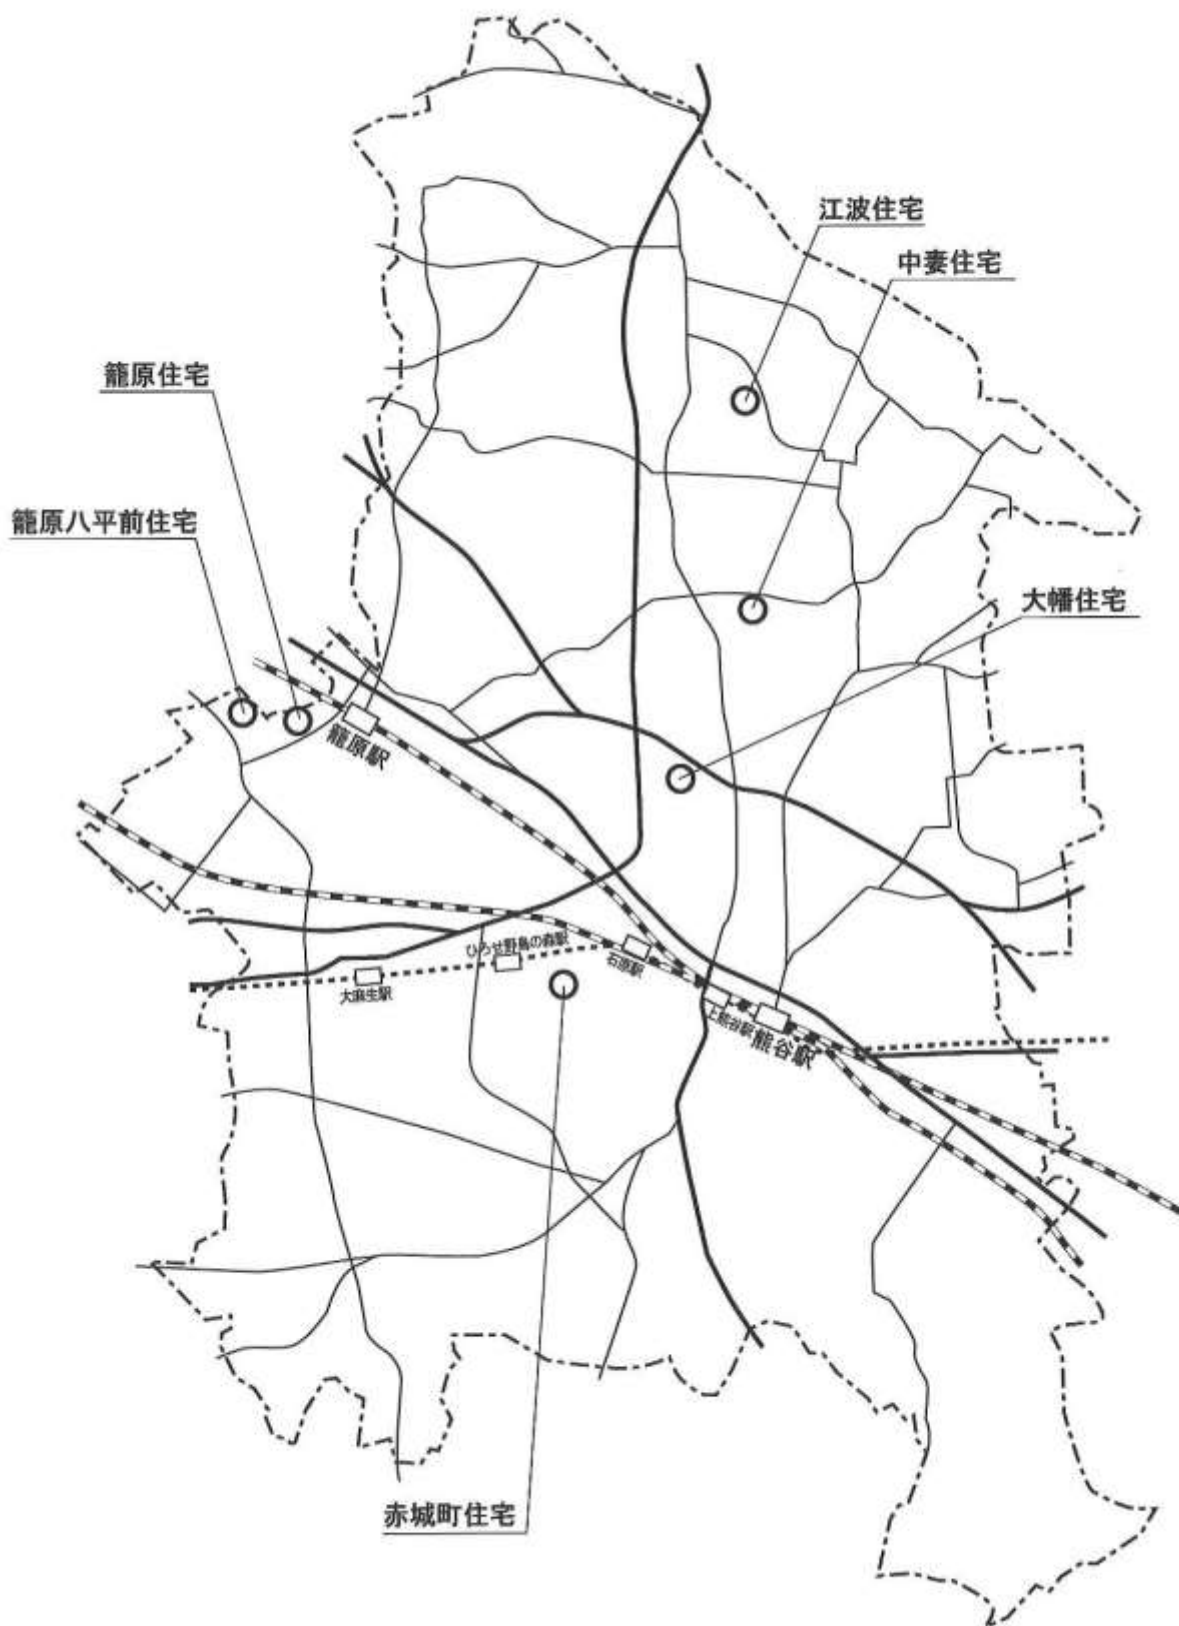 江波住宅
中妻住宅
籠原住宅
籠原八平前住宅
大幡住宅
籠原駅
ひろせ野鳥の森駅
石原駅
大麻生駅
上熊谷駅
熊谷駅
赤城町住宅